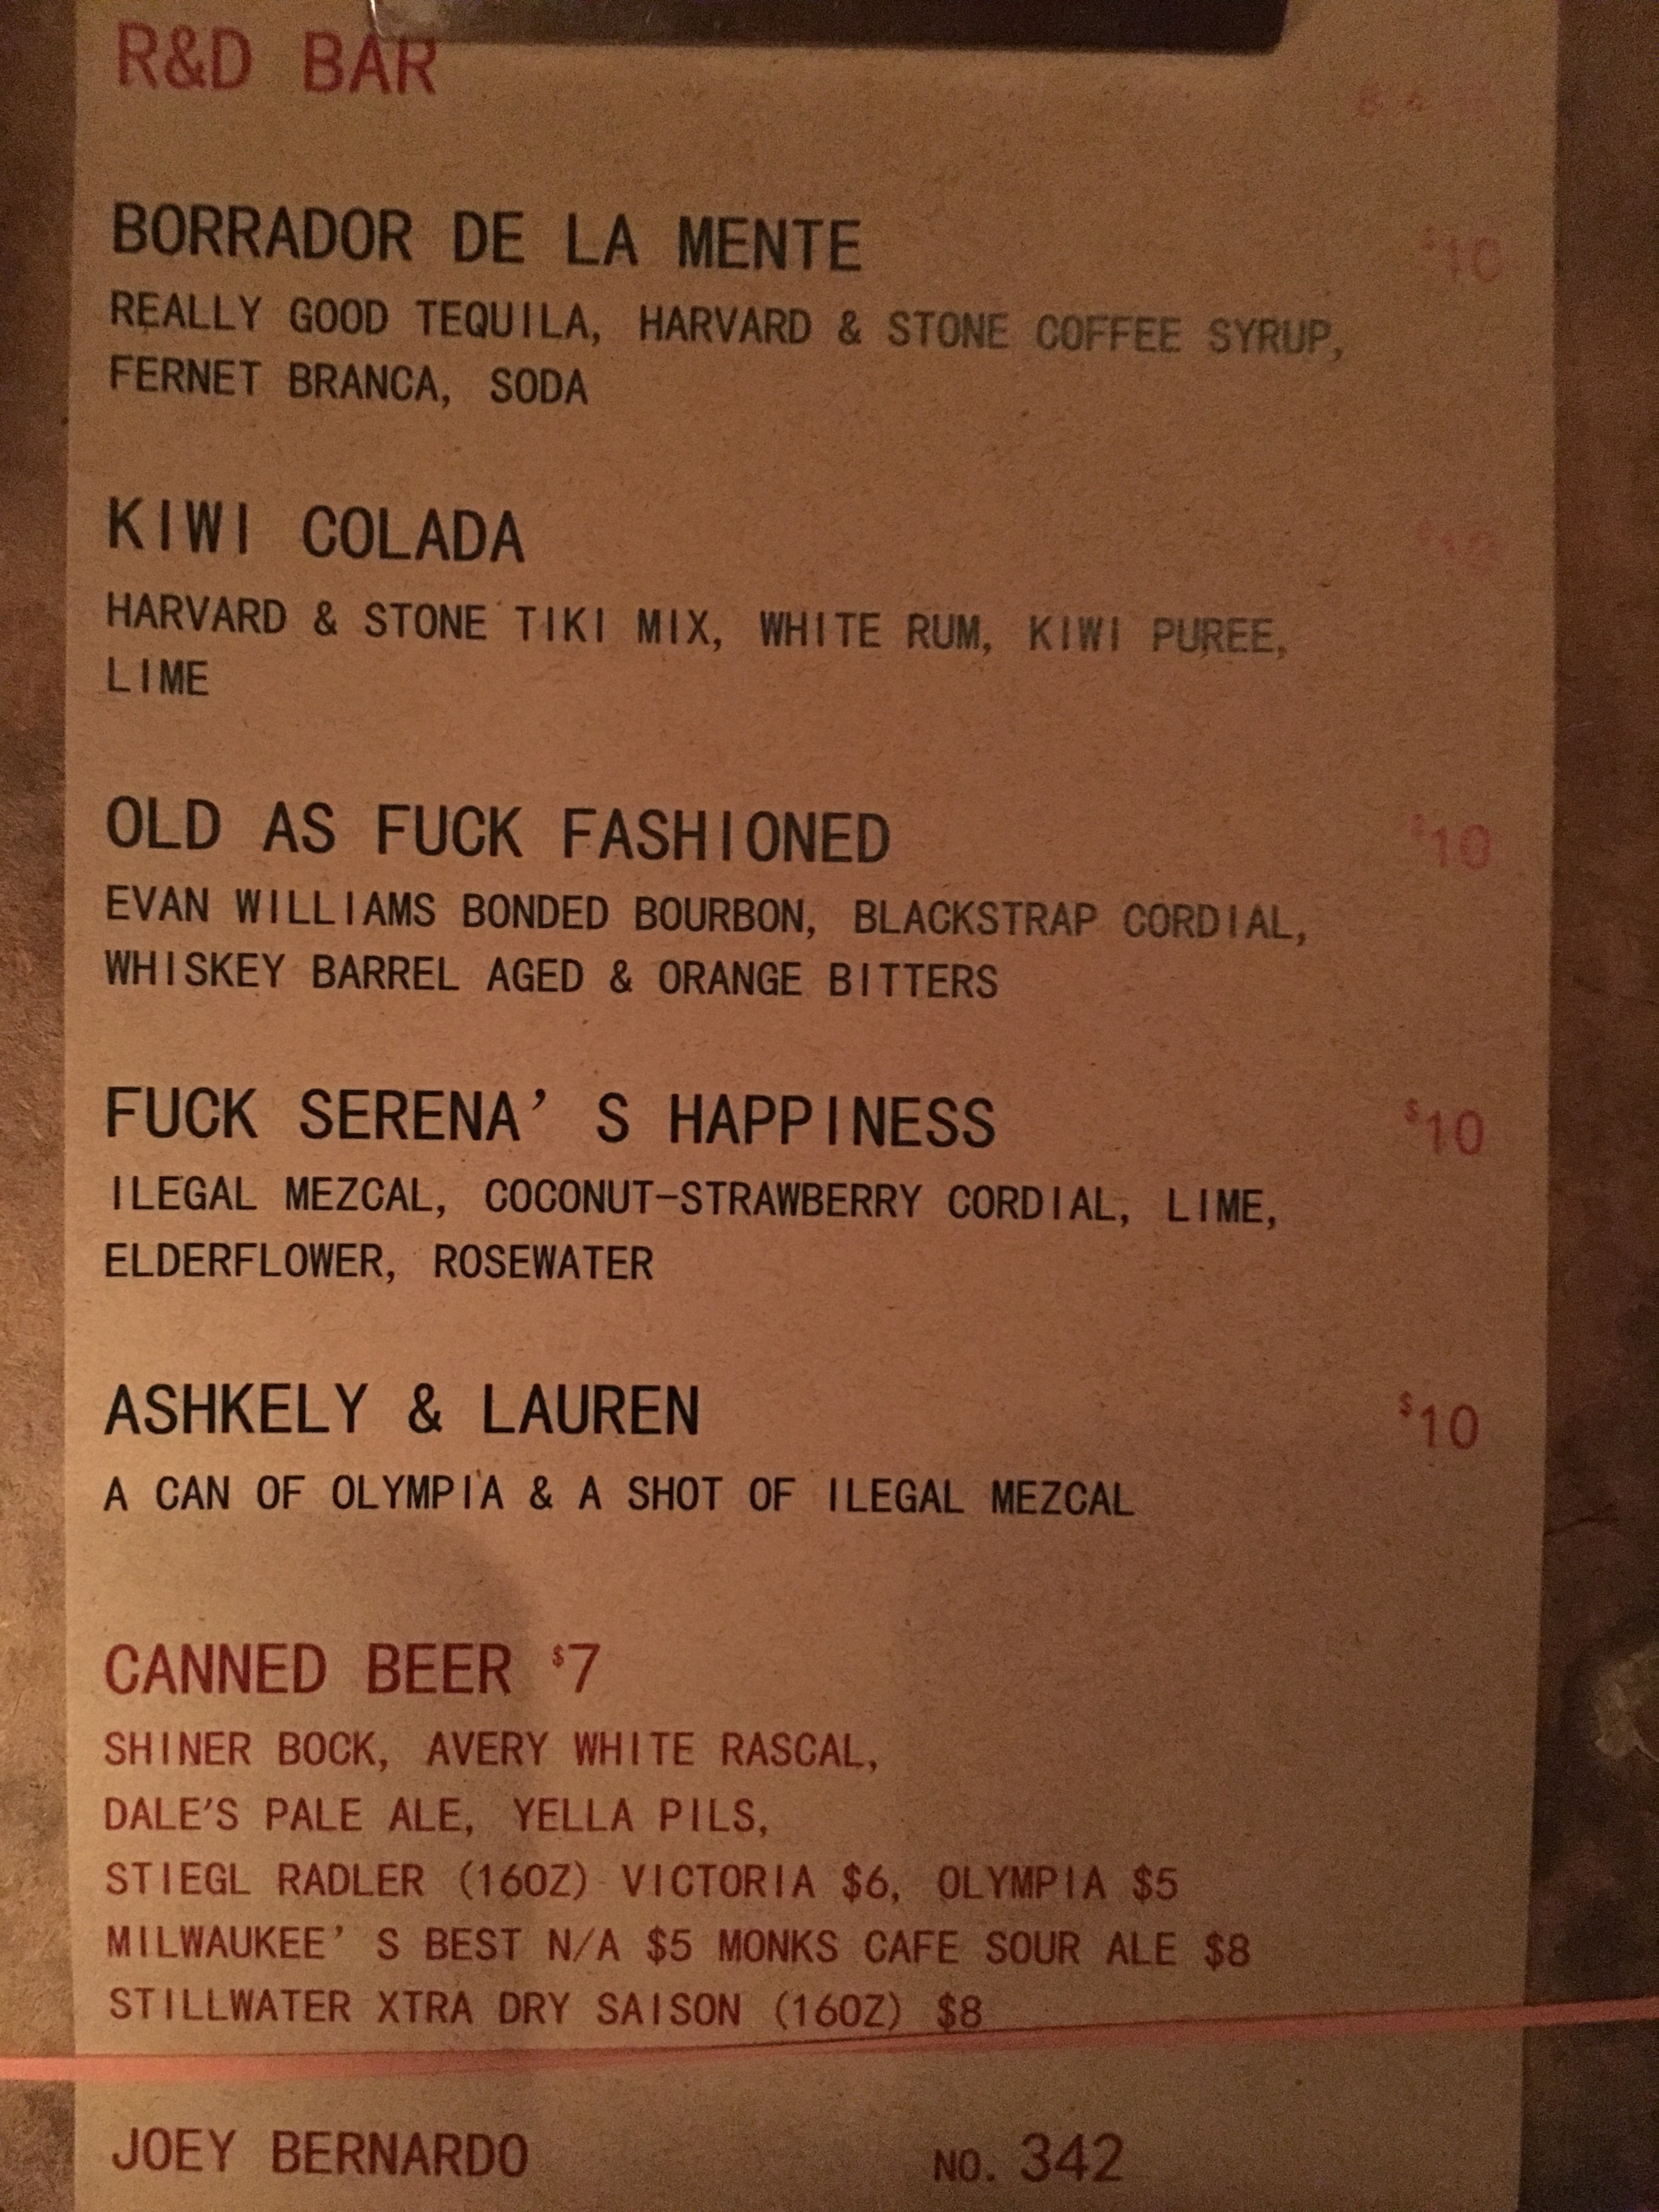 R&D BAR
BORRADOR DE LA MENTE $10
REALLY GOOD TEQUILA, HARVARD & STONE COFFEE SYRUP,
FERNET BRANCA, SODA
KIWI COLADA
HARVARD & STONE TIKI MIX, WHITE RUM, KIWI PUREE,
LIME
OLD AS FUCK FASHIONED $10
EVAN WILLIAMS BONDED BOURBON, BLACKSTRAP CORDIAL,
WHISKEY BARREL AGED & ORANGE BITTERS
FUCK SERENA'S HAPPINESS $10
ILEGAL MEZCAL, COCONUT-STRAWBERRY CORDIAL, LIME,
ELDERFLOWER, ROSEWATER
ASHKELY & LAUREN $10
A CAN OF OLYMPIA & A SHOT OF ILEGAL MEZCAL
CANNED BEER $7
SHINER BOCK, AVERY WHITE RASCAL,
DALE'S PALE ALE, YELLA PILS,
STIEGL RADLER (16OZ) VICTORIA $6, OLYMPIA $5
MILWAUKEE'S BEST N/A $5 MONKS CAFE SOUR ALE $8
STILLWATER XTRA DRY SAISON (16OZ) $8
JOEY BERNARDO NO. 342